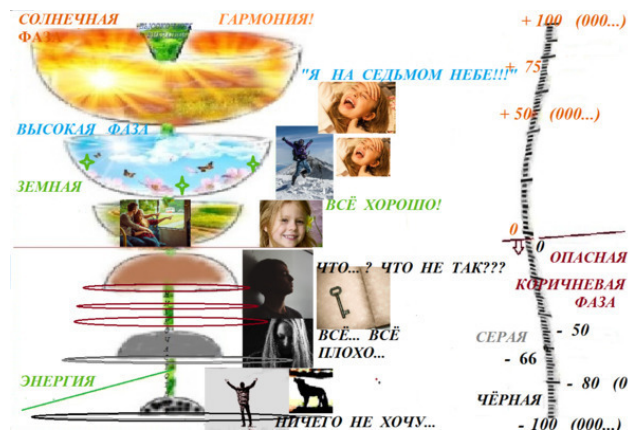 СОЛНЕЧНАЯ ФАЗА
ГАРМОНИЯ!
+ 100 (000...)
+ 75
"Я НА СЕДЬМОМ НЕБЕ!!!"
+ 50 (000...)
ВЫСОКАЯ ФАЗА
ЗЕМНАЯ
ВСЁ ХОРОШО!
0
0
ОПАСНАЯ
КОРИЧНЕВАЯ
ФАЗА
ЧТО...? ЧТО НЕ ТАК???
ВСЁ... ВСЁ
ПЛОХО...
СЕРАЯ
- 50
- 66
ЭНЕРГИЯ
- 80 (0
ЧЁРНАЯ
НИЧЕГО НЕ ХОЧУ...
- 100 (000...)